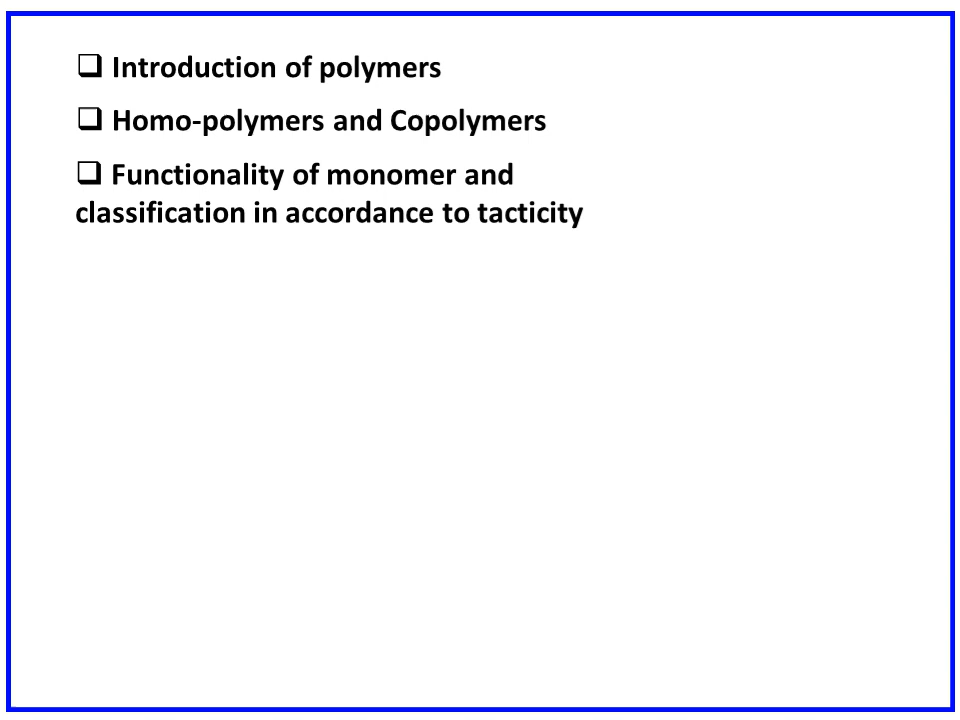 ❑ Introduction of polymers
❑ Homo-polymers and Copolymers
❑ Functionality of monomer and
classification in accordance to tacticity